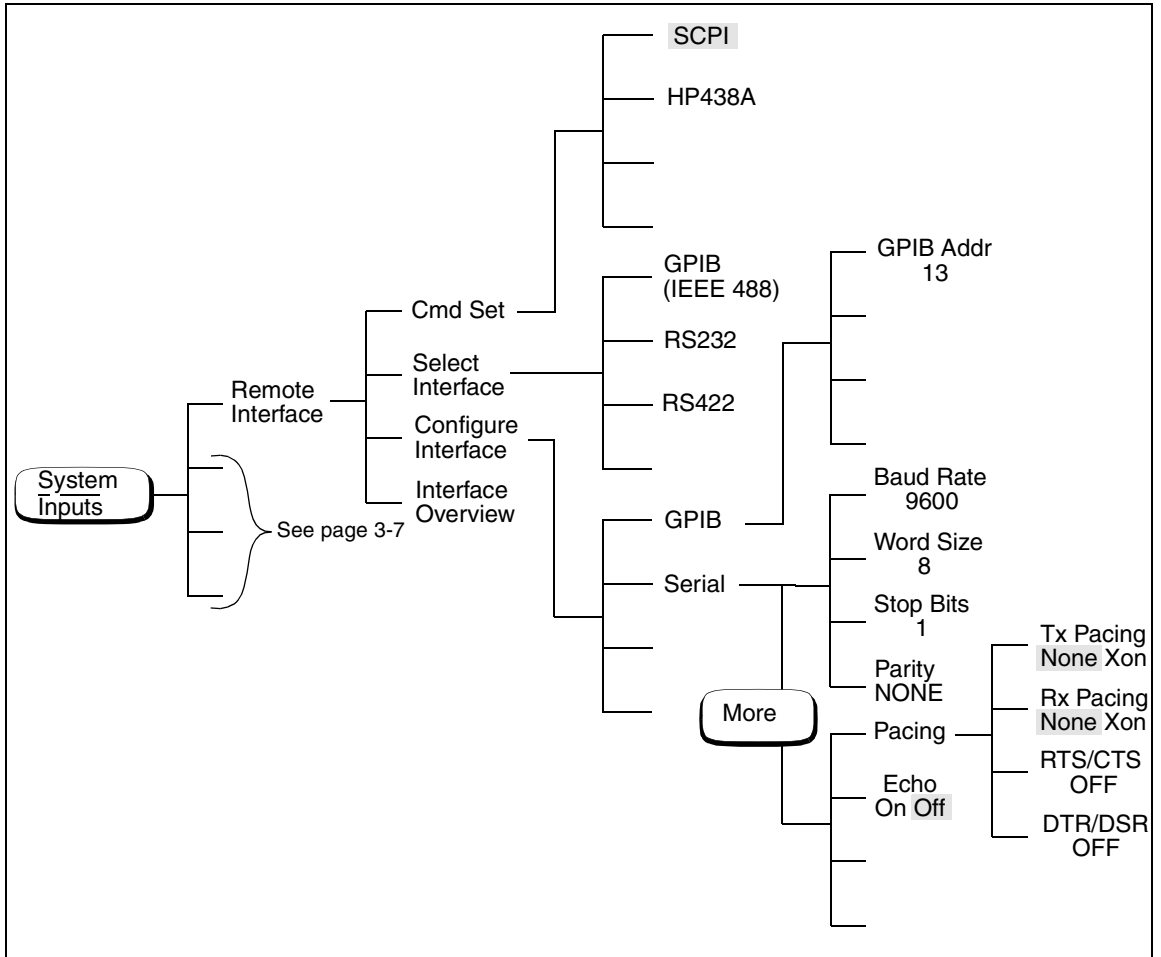 SCPI
HP438A
GPIB
(IEEE 488)
RS232
RS422
Cmd Set
Select
Interface
Configure
Interface
Interface
Overview
Remote
Interface
System
Inputs
See page 3-7
GPIB
Serial
GPIB Addr
13
Baud Rate
9600
Word Size
8
Stop Bits
1
Parity
NONE
More
Pacing
Echo
On Off
Tx Pacing
None Xon
Rx Pacing
None Xon
RTS/CTS
OFF
DTR/DSR
OFF